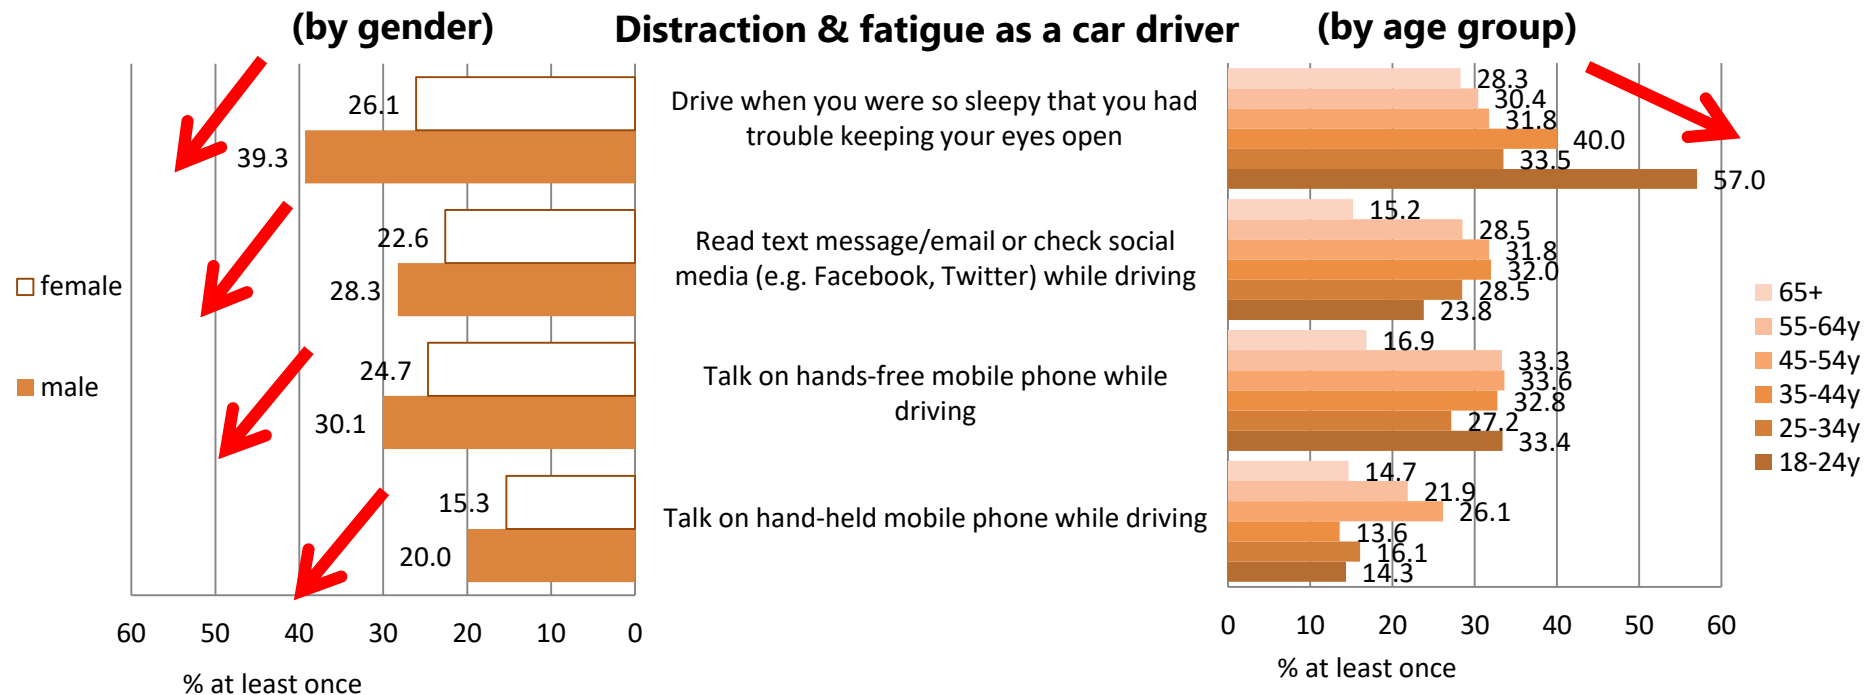 (by gender)
Distraction & fatigue as a car driver
(by age group)
female
male
26.1
39.3
22.6
28.3
24.7
30.1
15.3
20.0
60 50 40 30 20 10 0
% at least once
Drive when you were so sleepy that you had
trouble keeping your eyes open
Read text message/email or check social
media (e.g. Facebook, Twitter) while driving
Talk on hands-free mobile phone while
driving
Talk on hand-held mobile phone while driving
28.3
30.4
31.8
40.0
33.5
57.0
15.2
28.5
31.8
32.0
28.5
23.8
16.9
33.3
33.6
32.8
27.2
33.4
14.7
21.9
26.1
13.6
16.1
14.3
0 10 20 30 40 50 60
% at least once
65+
55-64y
45-54y
35-44y
25-34y
18-24y